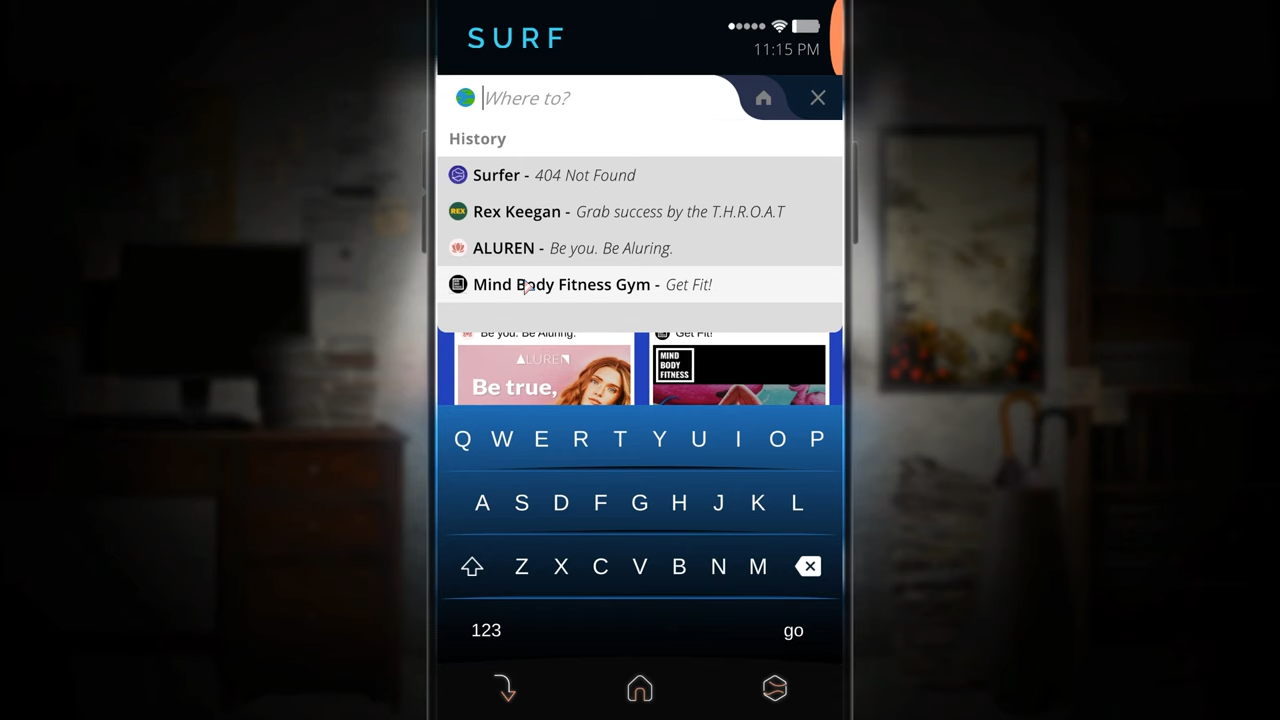 SURF
11:15 PM
Where to?
History
Surfer - 404 Not Found
REX Rex Keegan - Grab success by the T.H.R.O.A.T
ALUREN - Be you. Be Aluring.
Mind Body Fitness Gym - Get Fit!
Be you. Be Aluring. Get Fit!
ALUREN
MIND
BODY
FITNESS
Be true,
Q W E R T Y U I O P
A S D F G H J K L
Z X C V B N M
123 go